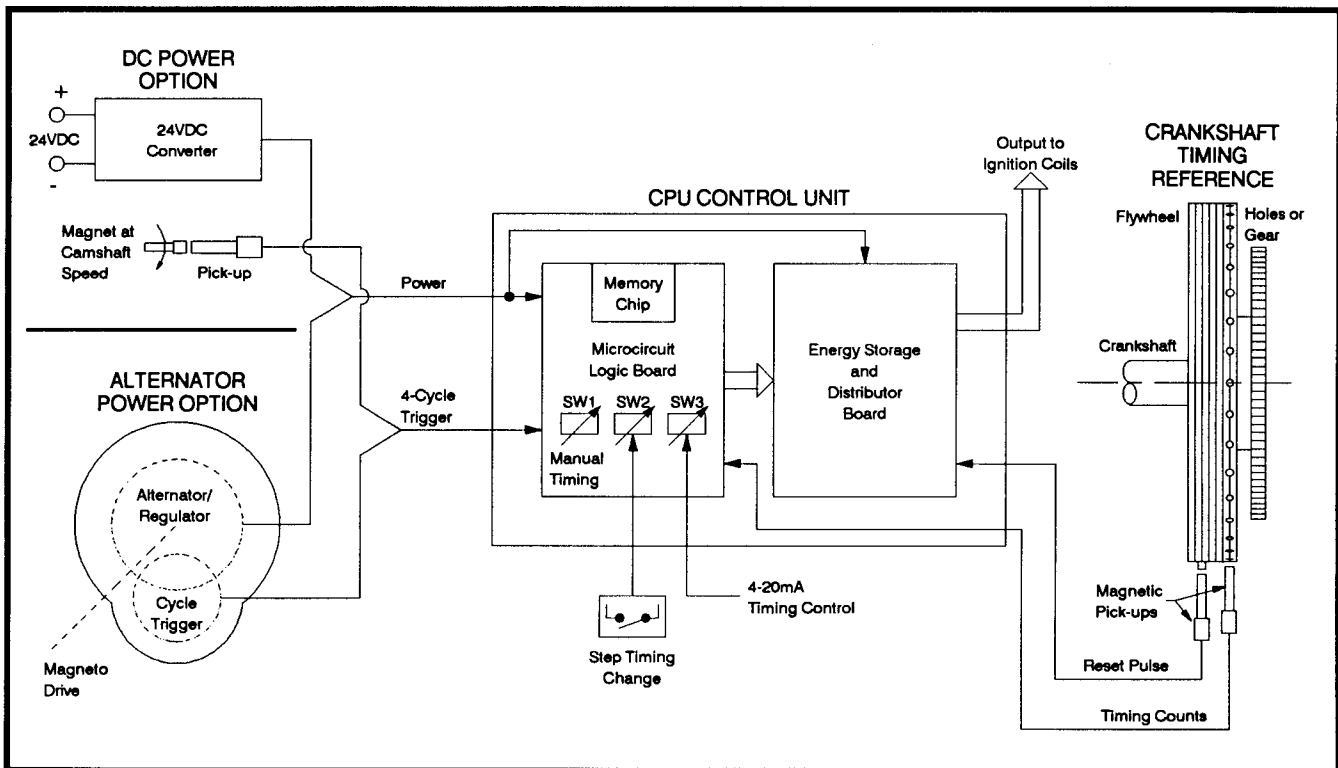 DC POWER
OPTION
+
24VDC
-
24VDC
Converter
Magnet at
Camshaft
Speed
Pick-up
Power
4-Cycle
Trigger
ALTERNATOR
POWER OPTION
Alternator/
Regulator
Cycle
Trigger
Magneto
Drive
CPU CONTROL UNIT
Memory
Chip
Microcircuit
Logic Board
SW1
SW2
SW3
Manual
Timing
Energy Storage
and
Distributor
Board
Step Timing
Change
4-20mA
Timing Control
Output to
Ignition Coils
CRANKSHAFT
TIMING
REFERENCE
Flywheel
Holes or
Gear
Crankshaft
Magnetic
Pick-ups
Reset Pulse
Timing Counts